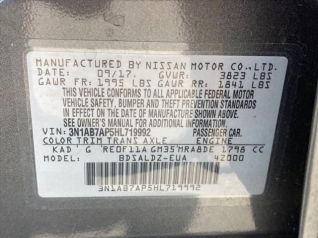 MFD BY NISSAN MOTOR CO.,LTD.
DATE: 09/17. GVWR: 3823 LBS
GAWR FR: 1995 LBS GAWR RR: 1841 LBS
THIS VEHICLE CONFORMS TO ALL APPLICABLE
FEDERAL MOTOR VEHICLE SAFETY, BUMPER,
AND THEFT PREVENTION STANDARDS IN EFFECT
ON THE DATE OF MANUFACTURE SHOWN ABOVE.
SEE OWNER'S MANUAL FOR ADDITIONAL INFORMATION.
VIN: 3N1AB7AP5HL719992 PASSENGER CAR.
COLOR TRIM TRANS AXLE ENGINE
KAD G RE0F11A GM35 MRA8DE 1798 CC
MODEL BDSALDZ-EUA 42000
3N1AB7AP5HL719992